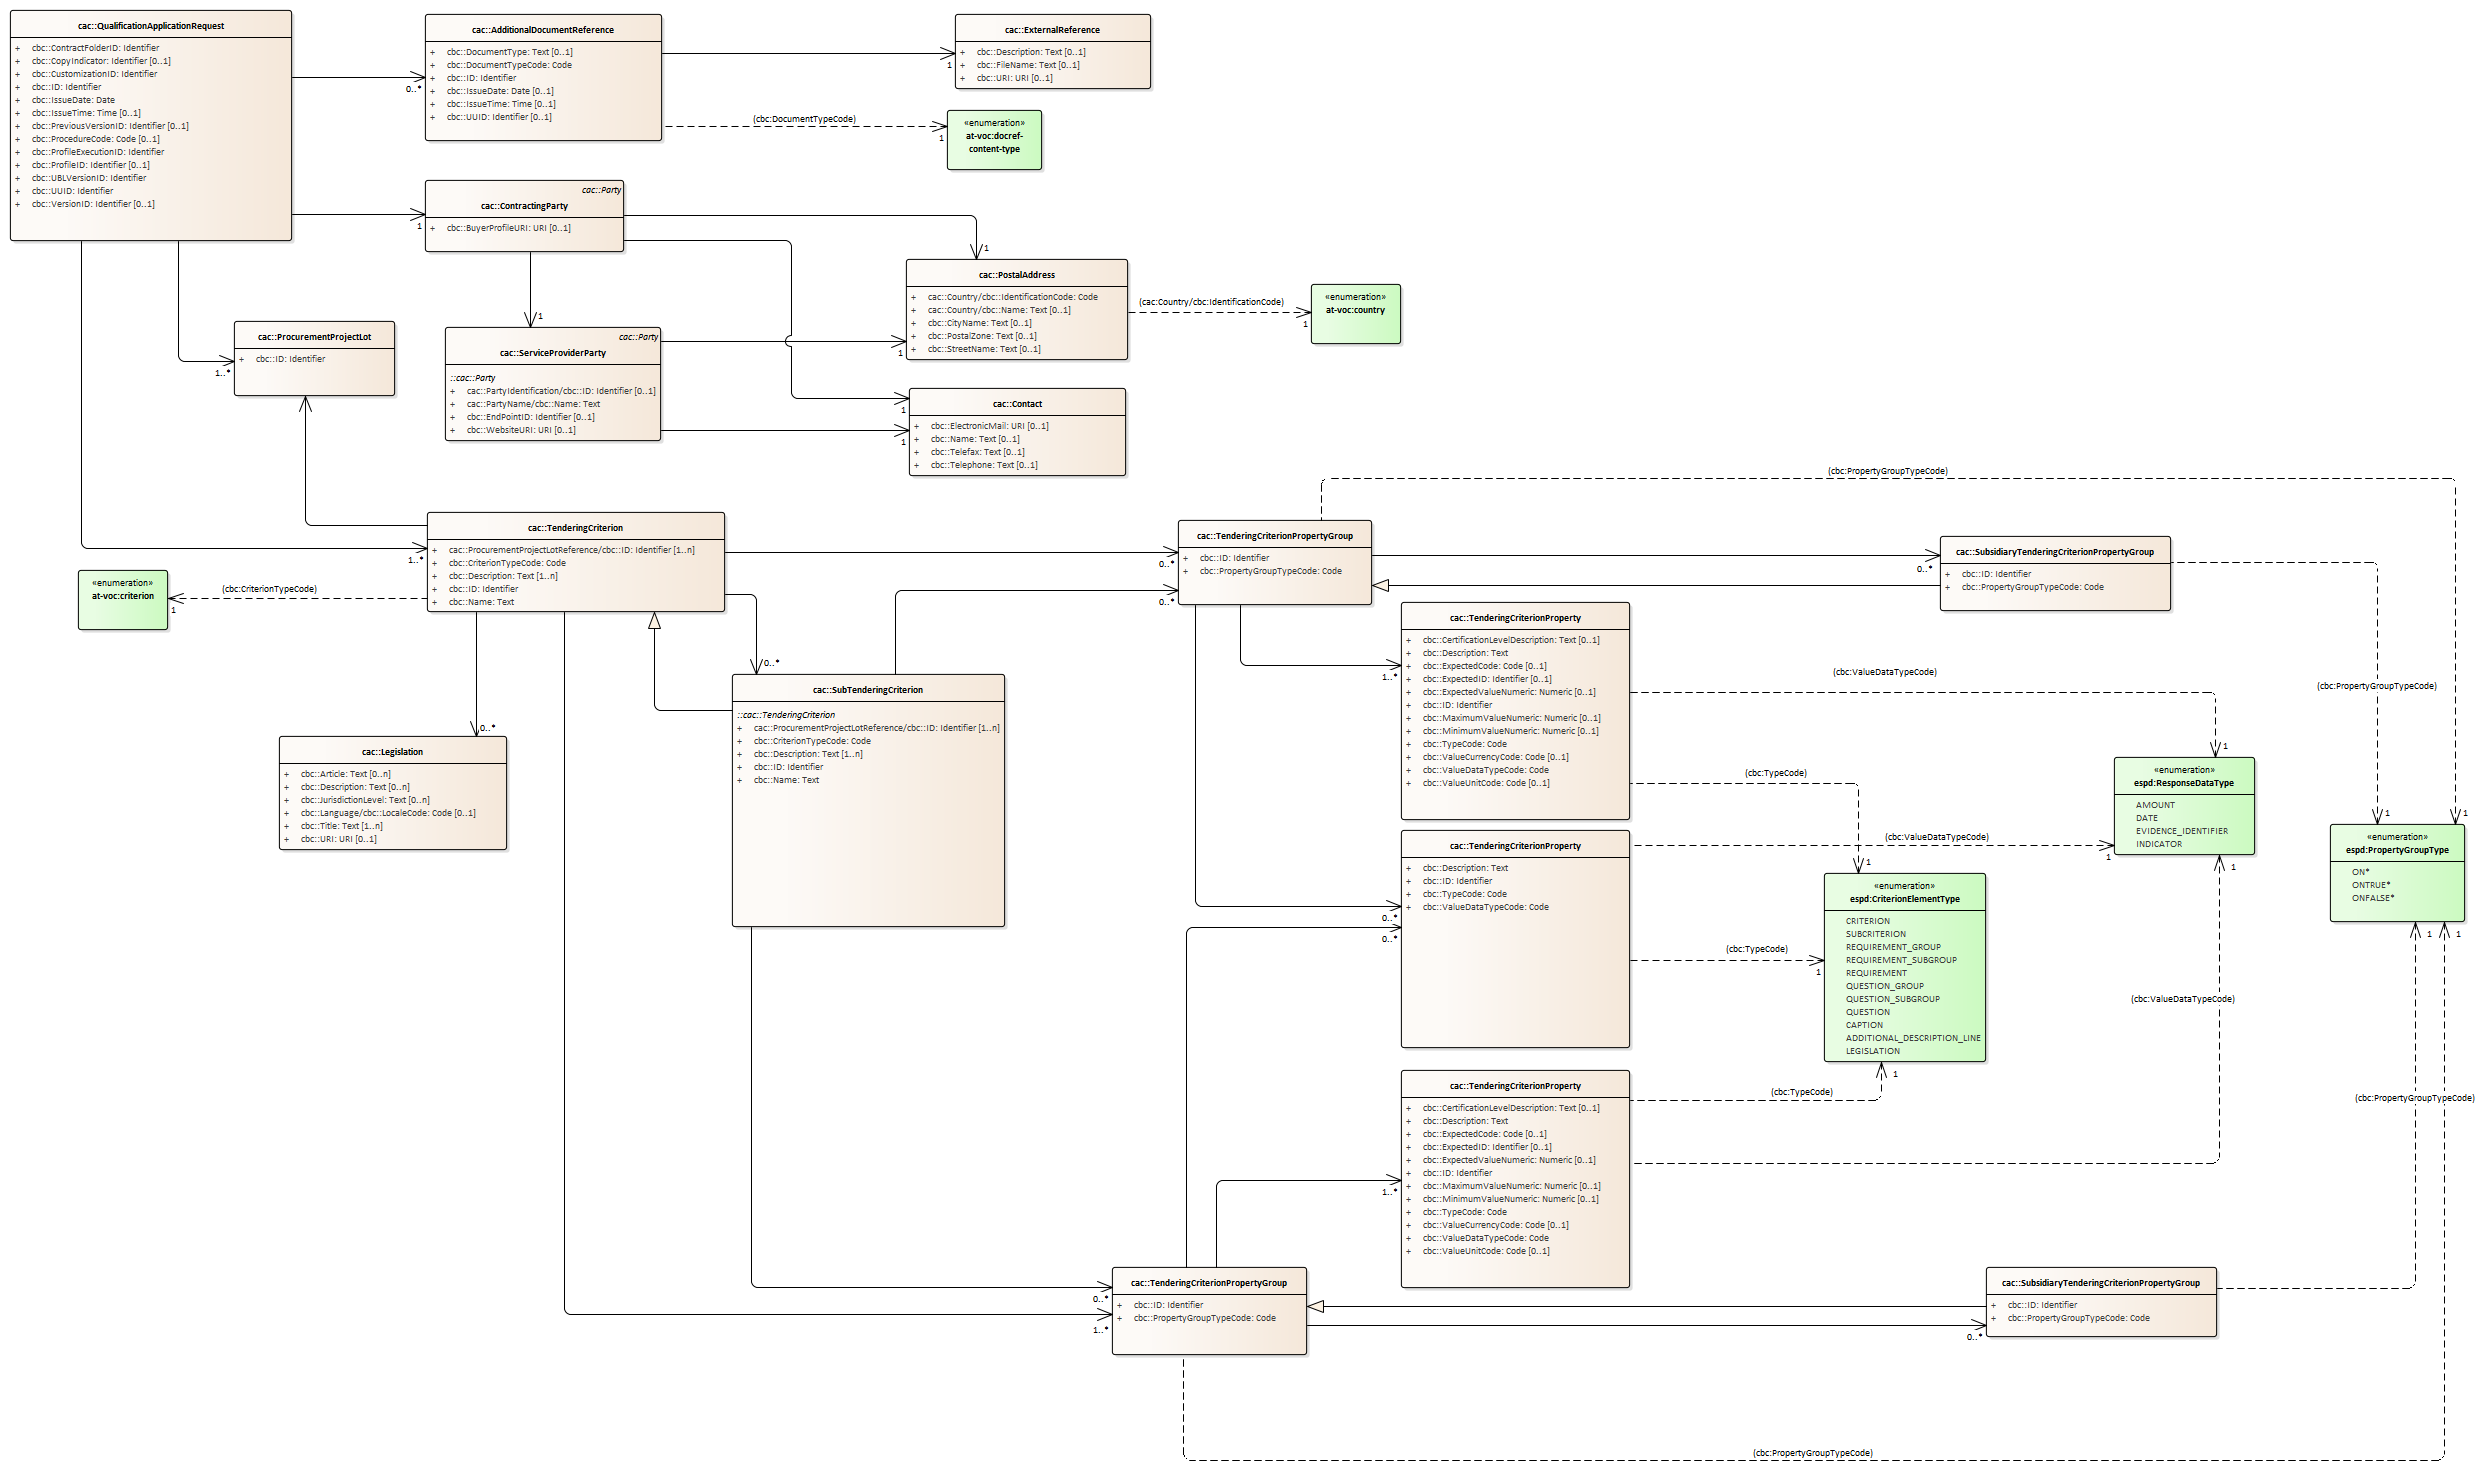 cac::QualificationApplicationRequest
+ cbc::ContractFolderID: Identifier
+ cbc::CopyIndicator: Identifier [0..1]
+ cbc::CustomizationID: Identifier
+ cbc::ID: Identifier
+ cbc::IssueDate: Date
+ cbc::IssueTime: Time [0..1]
+ cbc::PreviousVersionID: Identifier [0..1]
+ cbc::ProcedureCode: Code [0..1]
+ cbc::ProfileExecutionID: Identifier
+ cbc::ProfileID: Identifier [0..1]
+ cbc::UBLVersionID: Identifier
+ cbc::UUID: Identifier
+ cbc::VersionID: Identifier [0..1]
0..*
cac::AdditionalDocumentReference
+ cbc::DocumentType: Text [0..1]
+ cbc::DocumentTypeCode: Code
+ cbc::ID: Identifier
+ cbc::IssueDate: Date [0..1]
+ cbc::IssueTime: Time [0..1]
+ cbc::UUID: Identifier [0..1]
1
cac::ExternalReference
+ cbc::Description: Text [0..1]
+ cbc::FileName: Text [0..1]
+ cbc::URI: URI [0..1]
(cbc:DocumentTypeCode)
1
«enumeration»
at-voc:docref-
content-type
1
cac::Party
cac::ContractingParty
+ cbc::BuyerProfileURI: URI [0..1]
1
1
cac::PostalAddress
+ cac::Country/cbc::IdentificationCode: Code
+ cac::Country/cbc::Name: Text [0..1]
+ cbc::CityName: Text [0..1]
+ cbc::PostalZone: Text [0..1]
+ cbc::StreetName: Text [0..1]
(cac:Country/cbc:IdentificationCode)
1
«enumeration»
at-voc:country
1..*
cac::ProcurementProjectLot
+ cbc::ID: Identifier
cac::Party
cac::ServiceProviderParty
::cac::Party
+ cac::PartyIdentification/cbc::ID: Identifier [0..1]
+ cac::PartyName/cbc::Name: Text
+ cbc::EndPointID: Identifier [0..1]
+ cbc::WebsiteURI: URI [0..1]
1
1
1
cac::Contact
+ cbc::ElectronicMail: URI [0..1]
+ cbc::Name: Text [0..1]
+ cbc::Telefax: Text [0..1]
+ cbc::Telephone: Text [0..1]
(cbc:PropertyGroupTypeCode)
1..*
cac::TenderingCriterion
+ cac::ProcurementProjectLotReference/cbc::ID: Identifier [1..n]
+ cbc::CriterionTypeCode: Code
+ cbc::Description: Text [1..n]
+ cbc::ID: Identifier
+ cbc::Name: Text
(cbc:CriterionTypeCode)
1
«enumeration»
at-voc:criterion
0..*
0..*
cac::TenderingCriterionPropertyGroup
+ cbc::ID: Identifier
+ cbc::PropertyGroupTypeCode: Code
0..*
cac::SubsidiaryTenderingCriterionPropertyGroup
+ cbc::ID: Identifier
+ cbc::PropertyGroupTypeCode: Code
0..*
cac::SubTenderingCriterion
::cac::TenderingCriterion
+ cac::ProcurementProjectLotReference/cbc::ID: Identifier [1..n]
+ cbc::CriterionTypeCode: Code
+ cbc::Description: Text [1..n]
+ cbc::ID: Identifier
+ cbc::Name: Text
0..*
cac::Legislation
+ cbc::Article: Text [0..n]
+ cbc::Description: Text [0..n]
+ cbc::JurisdictionLevel: Text [0..n]
+ cbc::Language/cbc::LocaleCode: Code [0..1]
+ cbc::Title: Text [1..n]
+ cbc::URI: URI [0..1]
1..*
cac::TenderingCriterionProperty
+ cbc::CertificationLevelDescription: Text [0..1]
+ cbc::Description: Text
+ cbc::ExpectedCode: Code [0..1]
+ cbc::ExpectedID: Identifier [0..1]
+ cbc::ExpectedValueNumeric: Numeric [0..1]
+ cbc::ID: Identifier
+ cbc::MaximumValueNumeric: Numeric [0..1]
+ cbc::MinimumValueNumeric: Numeric [0..1]
+ cbc::TypeCode: Code
+ cbc::ValueCurrencyCode: Code [0..1]
+ cbc::ValueDataTypeCode: Code
+ cbc::ValueUnitCode: Code [0..1]
(cbc:ValueDataTypeCode)
(cbc:PropertyGroupTypeCode)
1
«enumeration»
espd:ResponseDataType
AMOUNT
DATE
EVIDENCE_IDENTIFIER
INDICATOR
(cbc:TypeCode)
1
1
1
«enumeration»
espd:PropertyGroupType
ON*
ONTRUE*
ONFALSE*
0..*
0..*
cac::TenderingCriterionProperty
+ cbc::Description: Text
+ cbc::ID: Identifier
+ cbc::TypeCode: Code
+ cbc::ValueDataTypeCode: Code
(cbc:ValueDataTypeCode)
1
1
«enumeration»
espd:CriterionElementType
CRITERION
SUBCRITERION
REQUIREMENT_GROUP
REQUIREMENT_SUBGROUP
REQUIREMENT
QUESTION_GROUP
QUESTION_SUBGROUP
QUESTION
CAPTION
ADDITIONAL_DESCRIPTION_LINE
LEGISLATION
(cbc:TypeCode)
1
1
1
(cbc:ValueDataTypeCode)
1
(cbc:TypeCode)
(cbc:PropertyGroupTypeCode)
1..*
cac::TenderingCriterionProperty
+ cbc::CertificationLevelDescription: Text [0..1]
+ cbc::Description: Text
+ cbc::ExpectedCode: Code [0..1]
+ cbc::ExpectedID: Identifier [0..1]
+ cbc::ExpectedValueNumeric: Numeric [0..1]
+ cbc::ID: Identifier
+ cbc::MaximumValueNumeric: Numeric [0..1]
+ cbc::MinimumValueNumeric: Numeric [0..1]
+ cbc::TypeCode: Code
+ cbc::ValueCurrencyCode: Code [0..1]
+ cbc::ValueDataTypeCode: Code
+ cbc::ValueUnitCode: Code [0..1]
0..*
1..*
cac::TenderingCriterionPropertyGroup
+ cbc::ID: Identifier
+ cbc::PropertyGroupTypeCode: Code
0..*
cac::SubsidiaryTenderingCriterionPropertyGroup
+ cbc::ID: Identifier
+ cbc::PropertyGroupTypeCode: Code
(cbc:PropertyGroupTypeCode)